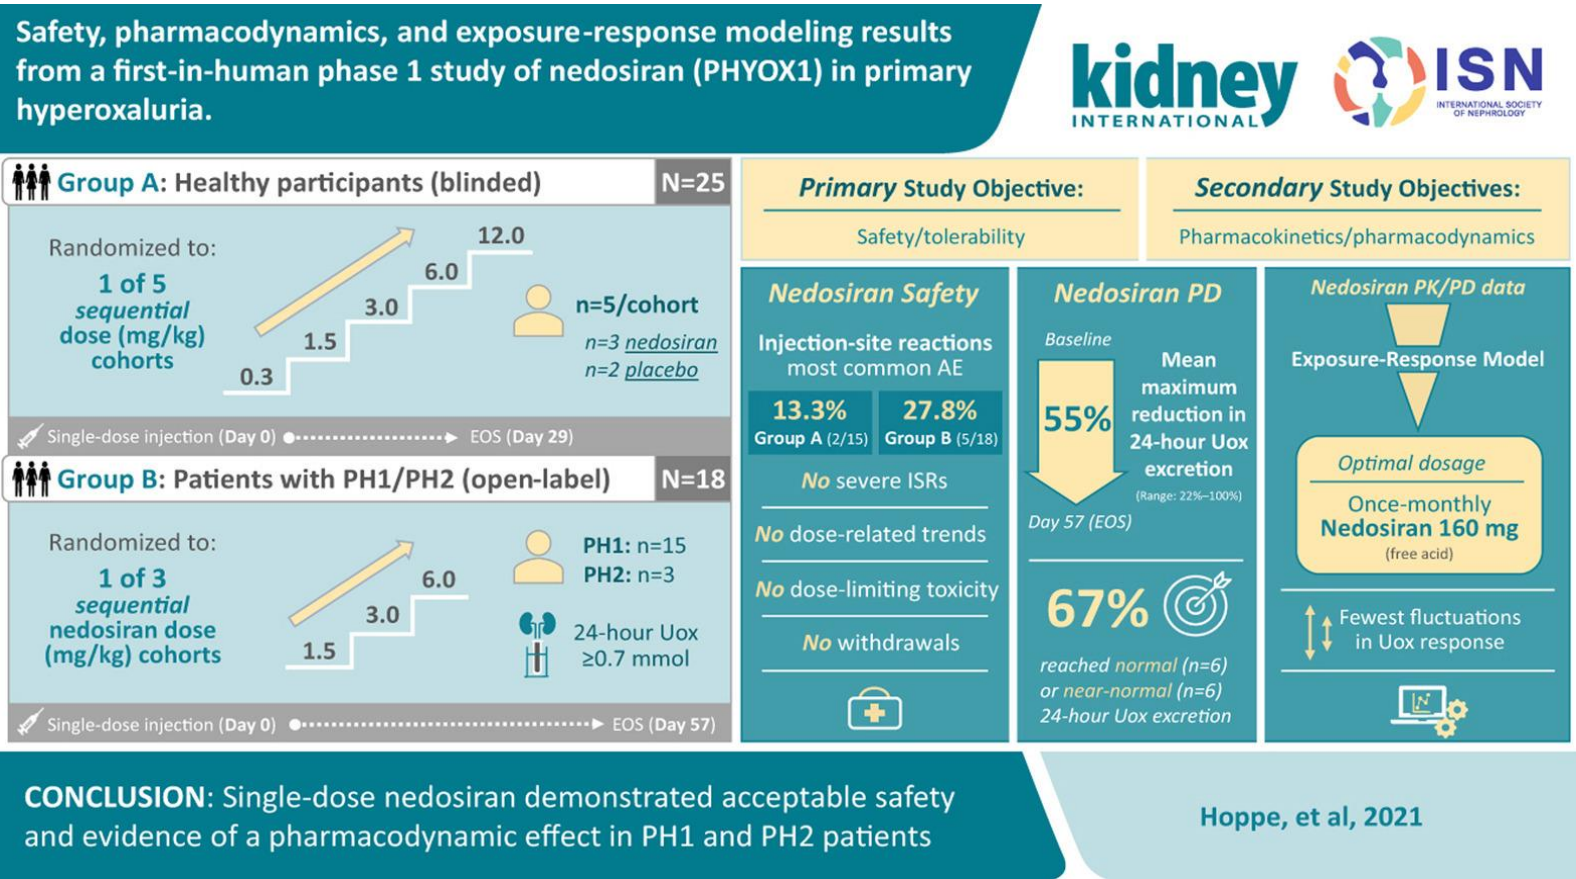 Safety, pharmacodynamics, and exposure-response modeling results
from a first-in-human phase 1 study of nedosiran (PHYOX1) in primary
hyperoxaluria.
kidney
INTERNATIONAL
ISN
INTERNATIONAL SOCIETY
OF NEPHROLOGY
Group A: Healthy participants (blinded)
N=25
Randomized to:
1 of 5
sequential
dose (mg/kg)
cohorts
0.3
1.5
3.0
6.0
12.0
n=5/cohort
n=3 nedosiran
n=2 placebo
Single-dose injection (Day 0)
EOS (Day 29)
Group B: Patients with PH1/PH2 (open-label)
N=18
Randomized to:
1 of 3
sequential
nedosiran dose
(mg/kg) cohorts
1.5
3.0
6.0
PH1: n=15
PH2: n=3
24-hour Uox
≥0.7 mmol
Single-dose injection (Day 0)
EOS (Day 57)
Primary Study Objective:
Safety/tolerability
Secondary Study Objectives:
Pharmacokinetics/pharmacodynamics
Nedosiran Safety
Injection-site reactions
most common AE
13.3%
Group A (2/15)
27.8%
Group B (5/18)
No severe ISRs
No dose-related trends
No dose-limiting toxicity
No withdrawals
Nedosiran PD
Baseline
55%
Day 57 (EOS)
Mean
maximum
reduction in
24-hour Uox
excretion
(Range: 22%–100%)
67%
reached normal (n=6)
or near-normal (n=6)
24-hour Uox excretion
Nedosiran PK/PD data
Exposure-Response Model
Optimal dosage
Once-monthly
Nedosiran 160 mg
(free acid)
Fewest fluctuations
in Uox response
CONCLUSION: Single-dose nedosiran demonstrated acceptable safety
and evidence of a pharmacodynamic effect in PH1 and PH2 patients
Hoppe, et al, 2021